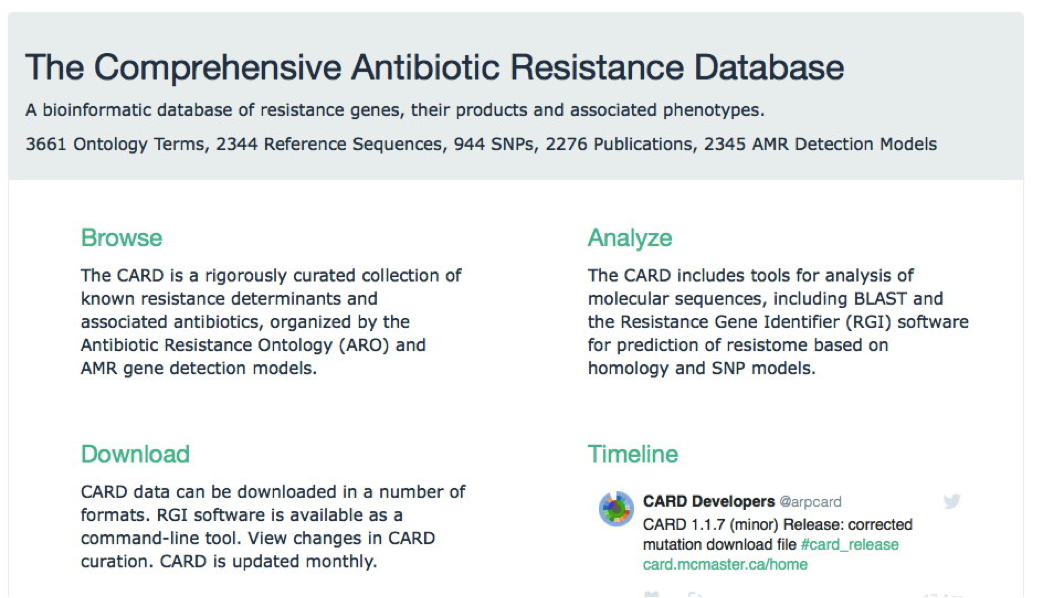 The Comprehensive Antibiotic Resistance Database
A bioinformatic database of resistance genes, their products and associated phenotypes.
3661 Ontology Terms, 2344 Reference Sequences, 944 SNPs, 2276 Publications, 2345 AMR Detection Models
Browse
The CARD is a rigorously curated collection of
known resistance determinants and
associated antibiotics, organized by the
Antibiotic Resistance Ontology (ARO) and
AMR gene detection models.
Analyze
The CARD includes tools for analysis of
molecular sequences, including BLAST and
the Resistance Gene Identifier (RGI) software
for prediction of resistome based on
homology and SNP models.
Download
CARD data can be downloaded in a number of
formats. RGI software is available as a
command-line tool. View changes in CARD
curation. CARD is updated monthly.
Timeline
CARD Developers @arpcard
CARD 1.1.7 (minor) Release: corrected
mutation download file #card_release
card.mcmaster.ca/home